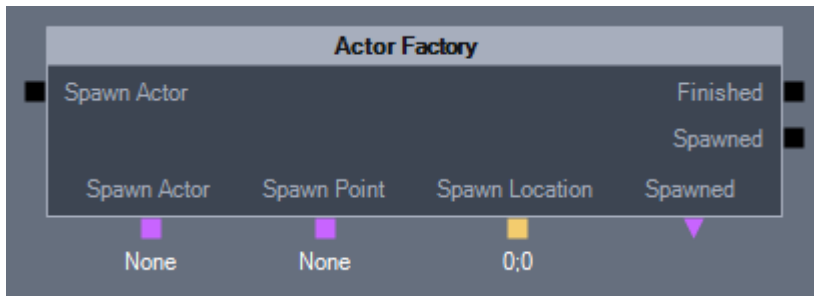 Actor Factory
Spawn Actor Finished
Spawned
Spawn Actor Spawn Point Spawn Location Spawned
None None 0;0